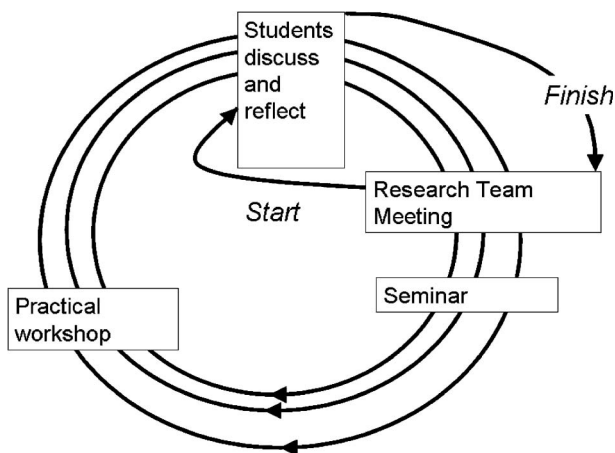 Students
discuss
and
reflect
Finish
Research Team
Meeting
Start
Seminar
Practical
workshop